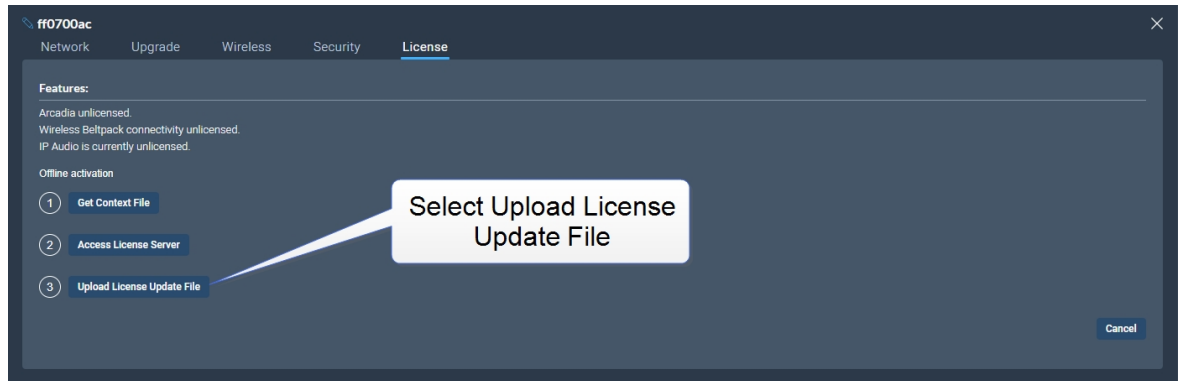 ff0700ac
Network Upgrade Wireless Security License
Features:
Arcadia unlicensed.
Wireless Beltpack connectivity unlicensed.
IP Audio is currently unlicensed.
Offline activation
1 Get Context File
2 Access License Server
3 Upload License Update File
Select Upload License
Update File
Cancel